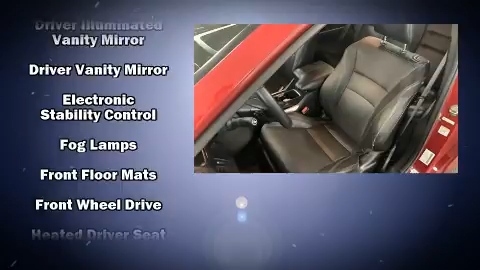 Driver Illuminated
Vanity Mirror
Driver Vanity Mirror
Electronic
Stability Control
Fog Lamps
Front Floor Mats
Front Wheel Drive
Heated Driver Seat